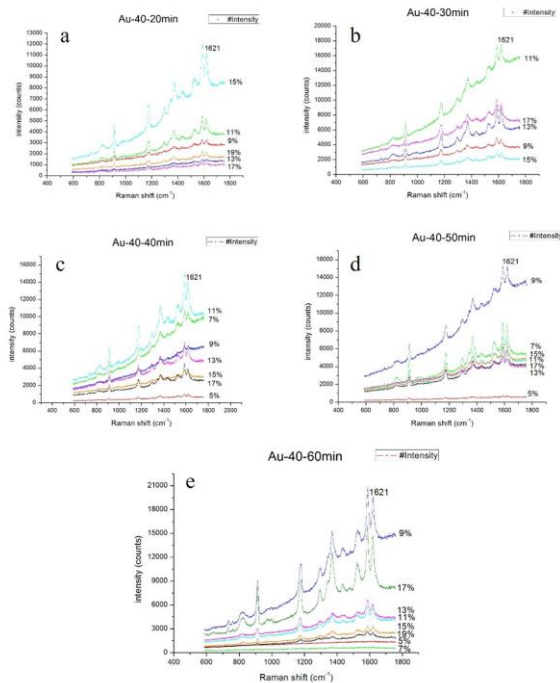 Au-40-20min
#Intensity
a
1621
15%
11%
9%
19%
13%
17%
intensity (counts)
13000
12000
11000
10000
9000
8000
7000
6000
5000
4000
3000
2000
1000
0
400 600 800 1000 1200 1400 1600 1800
Raman shift (cm⁻¹)
Au-40-30min
#Intensity
b
1621
11%
17%
13%
9%
15%
intensity (counts)
20000
18000
16000
14000
12000
10000
8000
6000
4000
2000
0
400 600 800 1000 1200 1400 1600 1800
Raman shift (cm⁻¹)
Au-40-40min
#Intensity
c
1621
11%
7%
9%
13%
15%
17%
5%
intensity (counts)
16000
14000
12000
10000
8000
6000
4000
2000
0
400 600 800 1000 1200 1400 1600 1800 2000
Raman shift (cm⁻¹)
Au-40-50min
#Intensity
d
1621
9%
7%
15%
11%
17%
13%
5%
intensity (counts)
16000
14000
12000
10000
8000
6000
4000
2000
0
400 600 800 1000 1200 1400 1600 1800
Raman shift (cm⁻¹)
Au-40-60min
#Intensity
e
1621
9%
17%
13%
11%
15%
19%
5%
7%
intensity (counts)
21000
18000
15000
12000
9000
6000
3000
0
400 600 800 1000 1200 1400 1600 1800 2000
Raman shift (cm⁻¹)